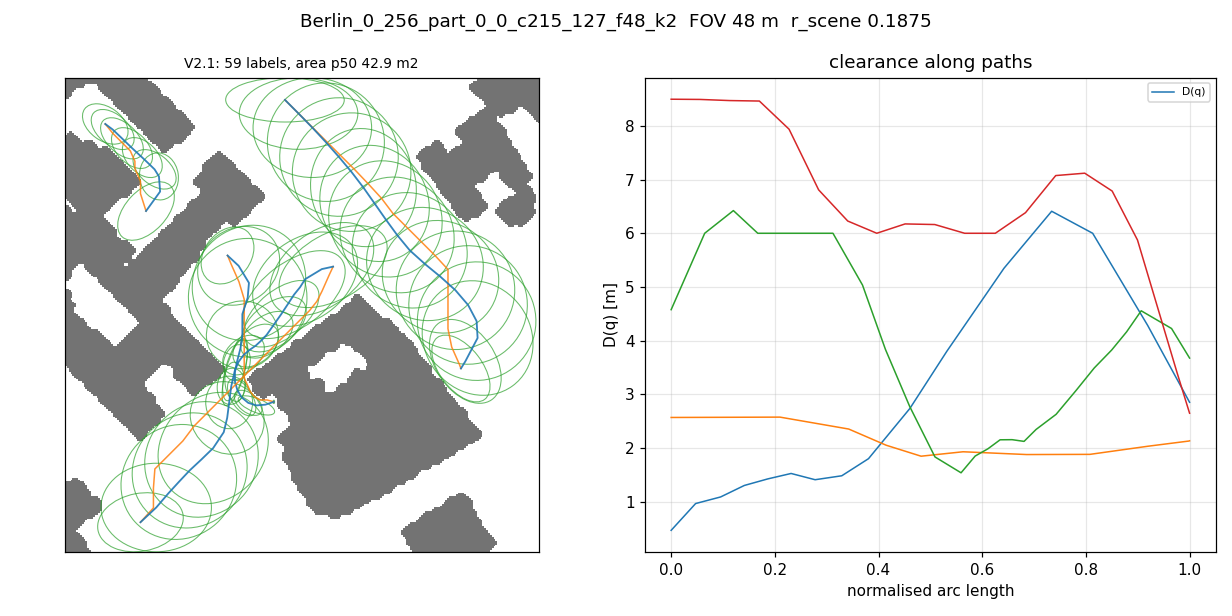 Berlin_0_256_part_0_0_c215_127_f48_k2  FOV 48 m  r_scene 0.1875
V2.1: 59 labels, area p50 42.9 m2
clearance along paths
D(q)
8
7
6
5
4
3
2
1
D(q) [m]
0.0 0.2 0.4 0.6 0.8 1.0
normalised arc length